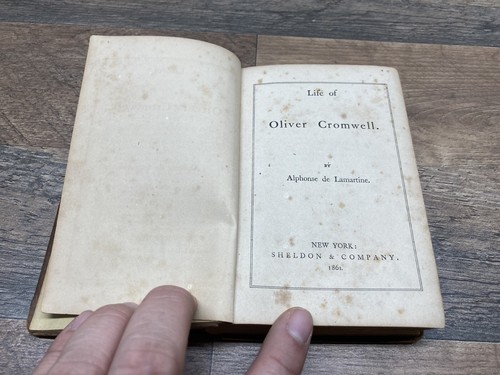 Life of
Oliver Cromwell.
BY
Alphonse de Lamartine.
NEW YORK:
SHELDON & COMPANY.
1861.